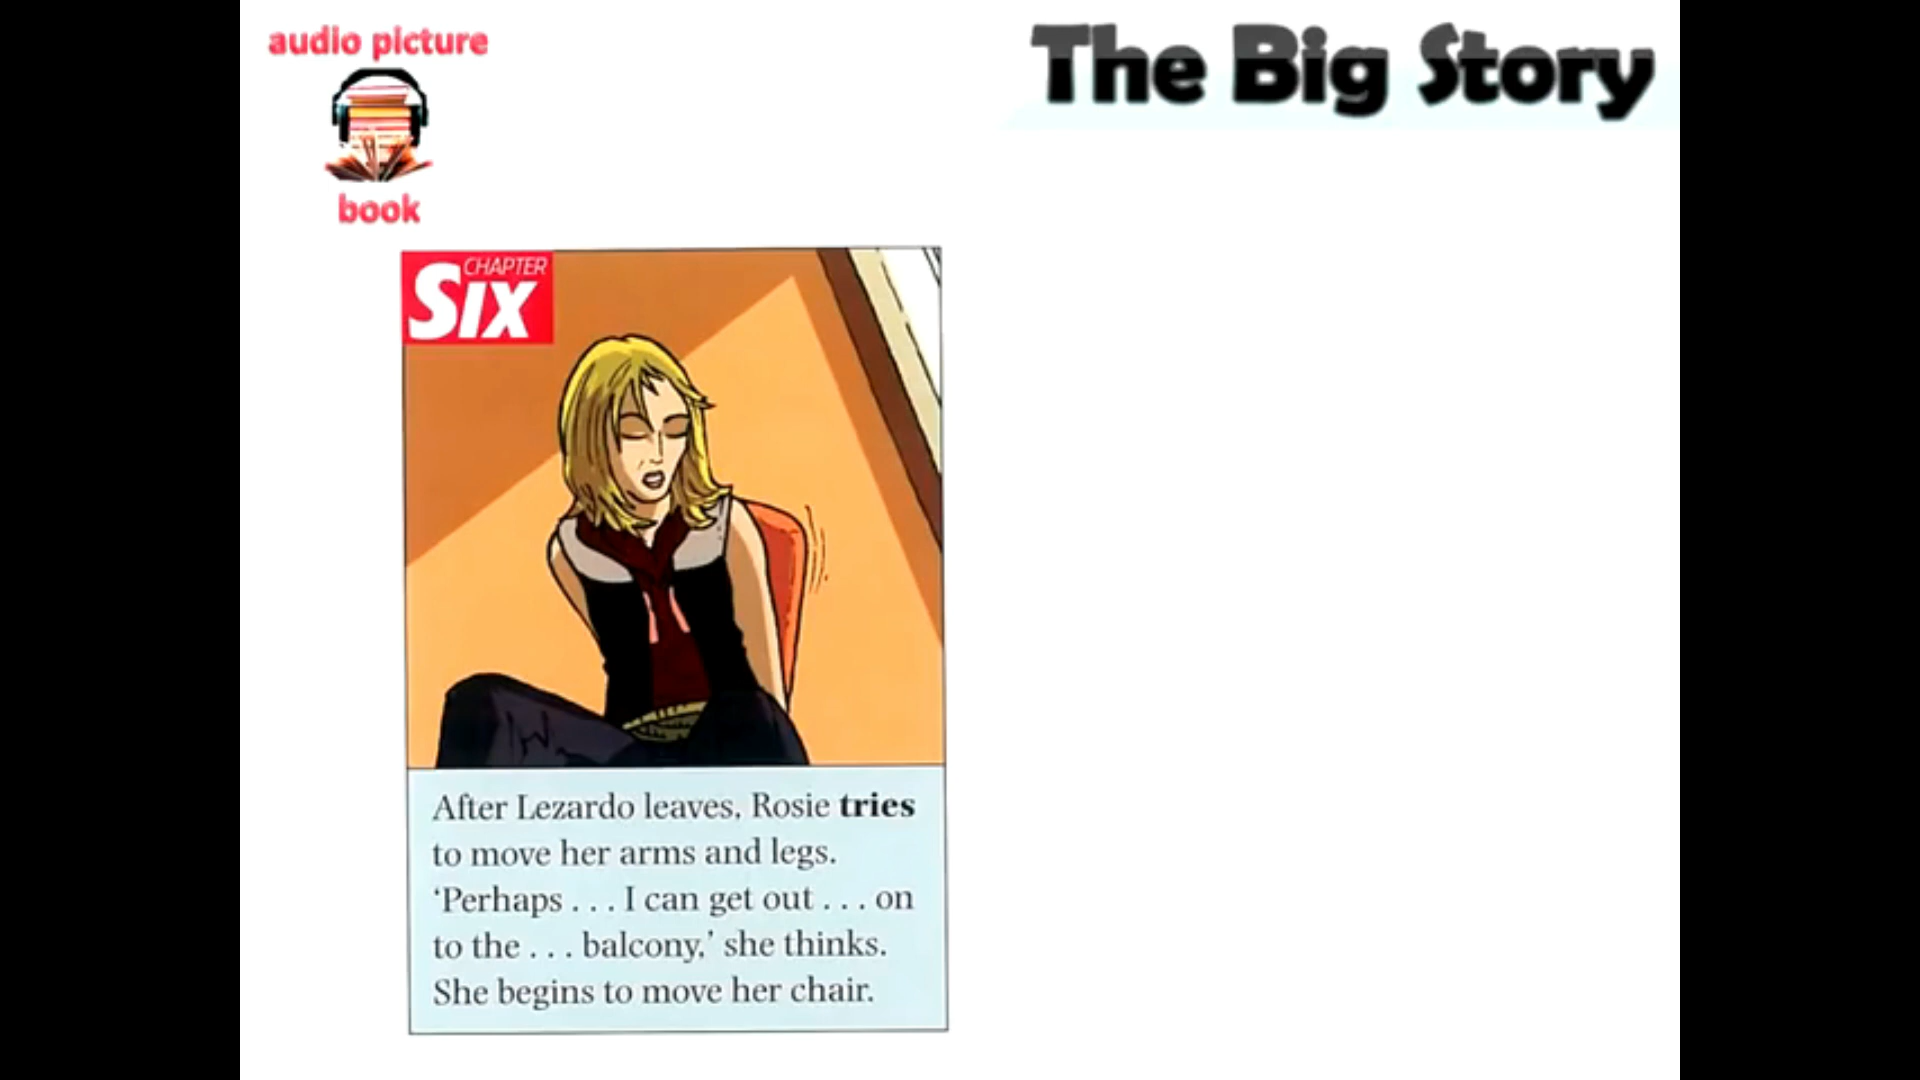 audio picture
book
The Big Story
CHAPTER
SIX
After Lezardo leaves, Rosie tries
to move her arms and legs.
‘Perhaps . . . I can get out . . . on
to the . . . balcony,’ she thinks.
She begins to move her chair.